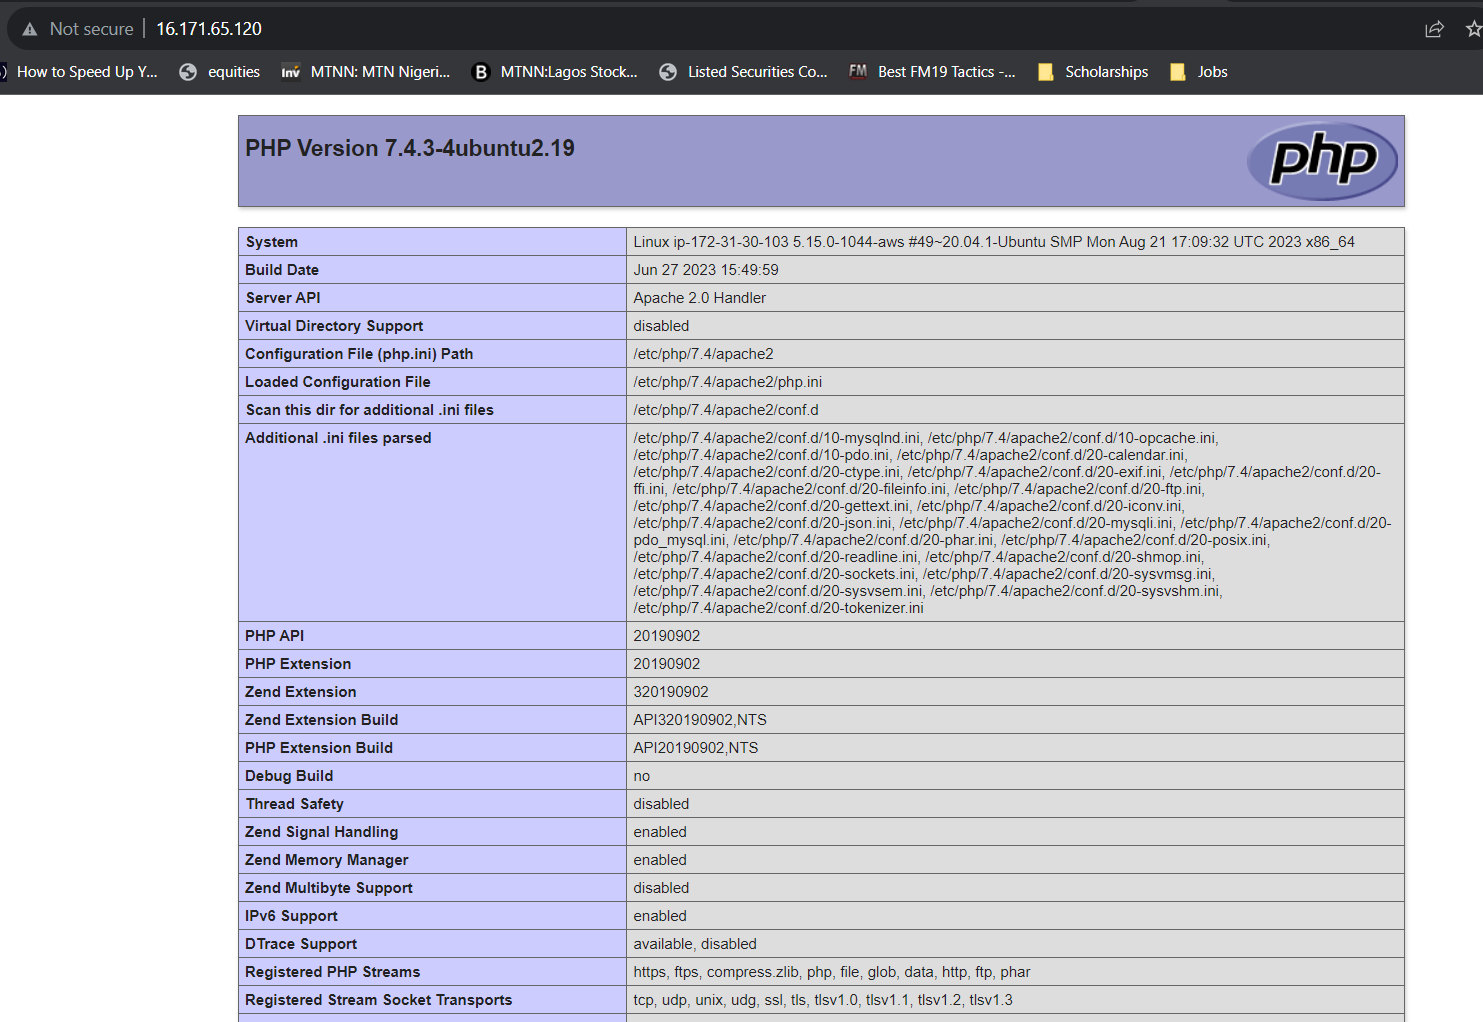 Not secure | 16.171.65.120
How to Speed Up Y... equities Inv MTNN: MTN Nigeri... B MTNN:Lagos Stock... Listed Securities Co... FM Best FM19 Tactics -... Scholarships Jobs
PHP Version 7.4.3-4ubuntu2.19 php
System Linux ip-172-31-30-103 5.15.0-1044-aws #49~20.04.1-Ubuntu SMP Mon Aug 21 17:09:32 UTC 2023 x86_64
Build Date Jun 27 2023 15:49:59
Server API Apache 2.0 Handler
Virtual Directory Support disabled
Configuration File (php.ini) Path /etc/php/7.4/apache2
Loaded Configuration File /etc/php/7.4/apache2/php.ini
Scan this dir for additional .ini files /etc/php/7.4/apache2/conf.d
Additional .ini files parsed /etc/php/7.4/apache2/conf.d/10-mysqlnd.ini, /etc/php/7.4/apache2/conf.d/10-opcache.ini,
/etc/php/7.4/apache2/conf.d/10-pdo.ini, /etc/php/7.4/apache2/conf.d/20-calendar.ini,
/etc/php/7.4/apache2/conf.d/20-ctype.ini, /etc/php/7.4/apache2/conf.d/20-exif.ini, /etc/php/7.4/apache2/conf.d/20-
ffi.ini, /etc/php/7.4/apache2/conf.d/20-fileinfo.ini, /etc/php/7.4/apache2/conf.d/20-ftp.ini,
/etc/php/7.4/apache2/conf.d/20-gettext.ini, /etc/php/7.4/apache2/conf.d/20-iconv.ini,
/etc/php/7.4/apache2/conf.d/20-json.ini, /etc/php/7.4/apache2/conf.d/20-mysqli.ini, /etc/php/7.4/apache2/conf.d/20-
pdo_mysql.ini, /etc/php/7.4/apache2/conf.d/20-phar.ini, /etc/php/7.4/apache2/conf.d/20-posix.ini,
/etc/php/7.4/apache2/conf.d/20-readline.ini, /etc/php/7.4/apache2/conf.d/20-shmop.ini,
/etc/php/7.4/apache2/conf.d/20-sockets.ini, /etc/php/7.4/apache2/conf.d/20-sysvmsg.ini,
/etc/php/7.4/apache2/conf.d/20-sysvsem.ini, /etc/php/7.4/apache2/conf.d/20-sysvshm.ini,
/etc/php/7.4/apache2/conf.d/20-tokenizer.ini
PHP API 20190902
PHP Extension 20190902
Zend Extension 320190902
Zend Extension Build API320190902,NTS
PHP Extension Build API20190902,NTS
Debug Build no
Thread Safety disabled
Zend Signal Handling enabled
Zend Memory Manager enabled
Zend Multibyte Support disabled
IPv6 Support enabled
DTrace Support available, disabled
Registered PHP Streams https, ftps, compress.zlib, php, file, glob, data, http, ftp, phar
Registered Stream Socket Transports tcp, udp, unix, udg, ssl, tls, tlsv1.0, tlsv1.1, tlsv1.2, tlsv1.3